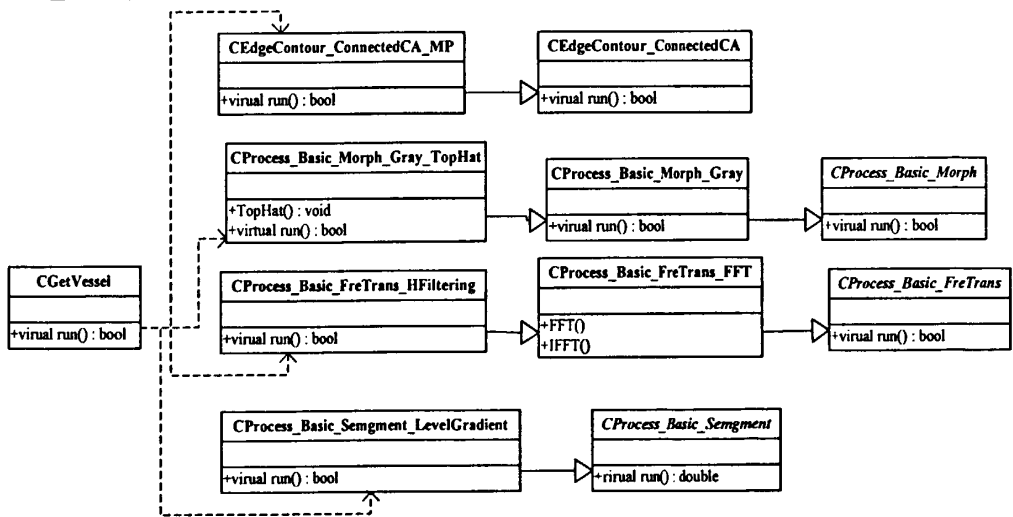 CEdgeContour_ConnectedCA_MP
+virual run() : bool
CEdgeContour_ConnectedCA
+virual run() : bool
CProcess_Basic_Morph_Gray_TopHat
+TopHat() : void
+virtual run() : bool
CProcess_Basic_Morph_Gray
+virual run() : bool
CProcess_Basic_Morph
+virual run() : bool
CGetVessel
+virual run() : bool
CProcess_Basic_FreTrans_HFiltering
+virual run() : bool
CProcess_Basic_FreTrans_FFT
+FFT()
+IFFT()
CProcess_Basic_FreTrans
+virual run() : bool
CProcess_Basic_Semgment_LevelGradient
+virual run() : bool
CProcess_Basic_Semgment
+rirual run() : double